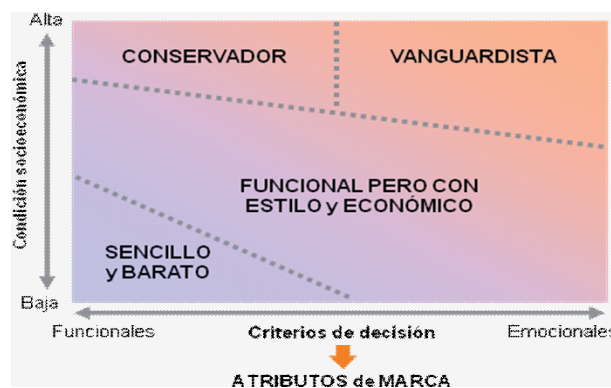 Alta
CONSERVADOR
VANGUARDISTA
Condición socioeconómica
FUNCIONAL PERO CON
ESTILO y ECONÓMICO
SENCILLO
y BARATO
Baja
Funcionales
Criterios de decisión
Emocionales
ATRIBUTOS de MARCA